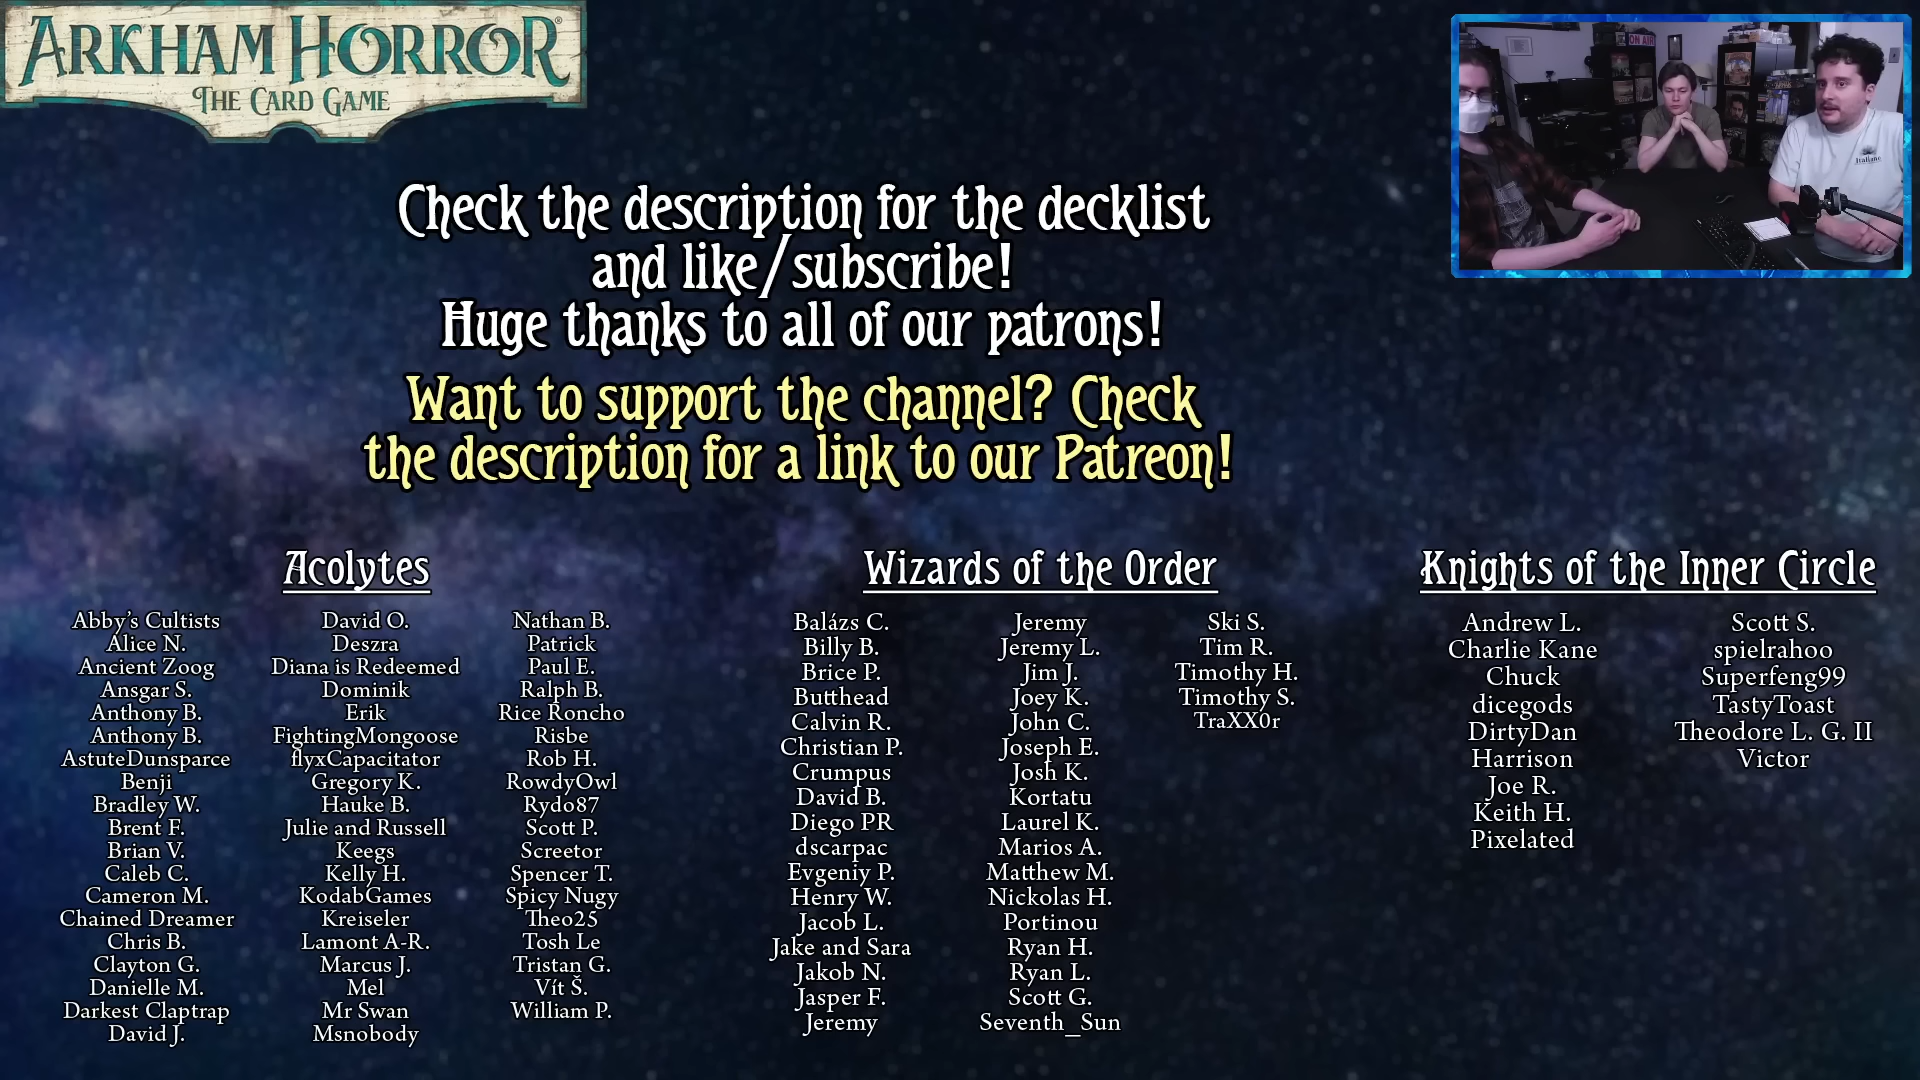 ARKHAM HORROR®
THE CARD GAME
ON AIR
Italiano
Check the description for the decklist
and like/subscribe!
Huge thanks to all of our patrons!
Want to support the channel? Check
the description for a link to our Patreon!
Acolytes
Abby's Cultists
Alice N.
Ancient Zoog
Ansgar S.
Anthony B.
Anthony B.
AstuteDunsparce
Benji
Bradley W.
Brent F.
Brian V.
Caleb C.
Cameron M.
Chained Dreamer
Chris B.
Clayton G.
Danielle M.
Darkest Claptrap
David J.
David O.
Deszra
Diana is Redeemed
Dominik
Erik
FightingMongoose
flyxCapacitator
Gregory K.
Hauke B.
Julie and Russell
Keegs
Kelly H.
KodabGames
Kreiseler
Lamont A-R.
Marcus J.
Mel
Mr Swan
Msnobody
Nathan B.
Patrick
Paul E.
Ralph B.
Rice Roncho
Risbe
Rob H.
RowdyOwl
Rydo87
Scott P.
Screetor
Spencer T.
Spicy Nugy
Theo25
Tosh Le
Tristan G.
Vít Š.
William P.
Wizards of the Order
Balázs C.
Billy B.
Brice P.
Butthead
Calvin R.
Christian P.
Crumpus
David B.
Diego PR
dscarpac
Evgeniy P.
Henry W.
Jacob L.
Jake and Sara
Jakob N.
Jasper F.
Jeremy
Jeremy
Jeremy L.
Jim J.
Joey K.
John C.
Joseph E.
Josh K.
Kortatu
Laurel K.
Marios A.
Matthew M.
Nickolas H.
Portinou
Ryan H.
Ryan L.
Scott G.
Seventh_Sun
Ski S.
Tim R.
Timothy H.
Timothy S.
TraXX0r
Knights of the Inner Circle
Andrew L.
Charlie Kane
Chuck
dicegods
DirtyDan
Harrison
Joe R.
Keith H.
Pixelated
Scott S.
spielrahoo
Superfeng99
TastyToast
Theodore L. G. II
Victor